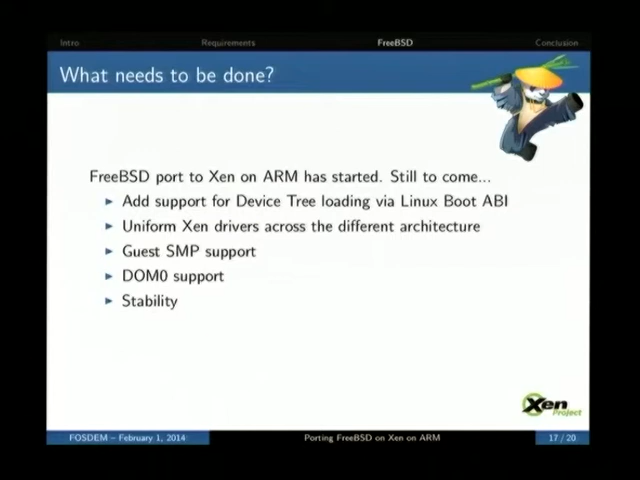 Intro Requirements FreeBSD Conclusion
What needs to be done?
FreeBSD port to Xen on ARM has started. Still to come...
Add support for Device Tree loading via Linux Boot ABI
Uniform Xen drivers across the different architecture
Guest SMP support
DOM0 support
Stability
Xen
Project
FOSDEM – February 1, 2014 Porting FreeBSD on Xen on ARM 17 / 20